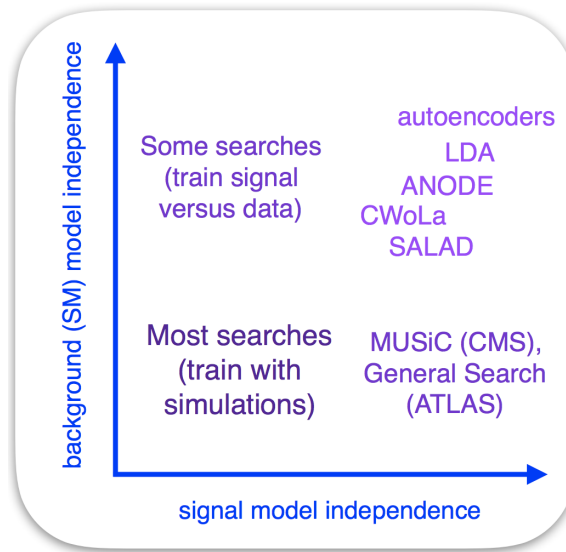 background (SM) model independence
Some searches
(train signal
versus data)
autoencoders
LDA
ANODE
CWoLa
SALAD
Most searches
(train with
simulations)
MUSiC (CMS),
General Search
(ATLAS)
signal model independence